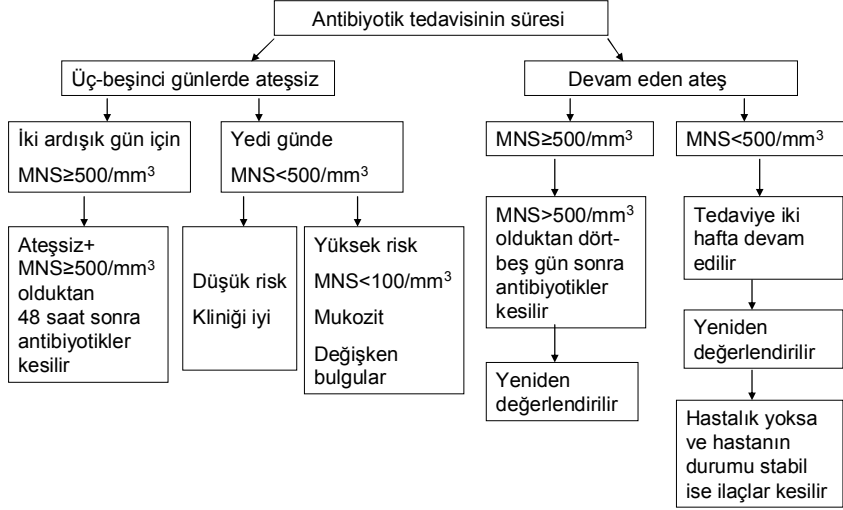 Antibiyotik tedavisinin süresi
Üç-beşinci günlerde ateşsiz
Devam eden ateş
İki ardışık gün için
MNS≥500/mm³
Yedi günde
MNS<500/mm³
MNS≥500/mm³
MNS<500/mm³
Ateşsiz+
MNS≥500/mm³
olduktan
48 saat sonra
antibiyotikler
kesilir
Düşük risk
Kliniği iyi
Yüksek risk
MNS<100/mm³
Mukozit
Değişken
bulgular
MNS>500/mm³
olduktan dört-
beş gün sonra
antibiyotikler
kesilir
Yeniden
değerlendirilir
Tedaviye iki
hafta devam
edilir
Yeniden
değerlendirilir
Hastalık yoksa
ve hastanın
durumu stabil
ise ilaçlar kesilir